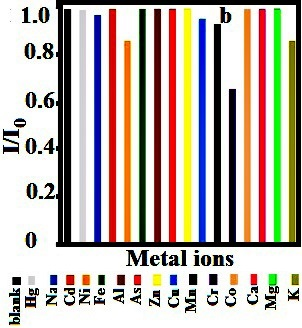 b
1.0
0.8
0.6
0.4
0.2
0
I/I0
Metal ions
blank
Hg
Na
Cd
Ni
Fe
Al
As
Zn
Cu
Mn
Cr
Co
Ca
Mg
K